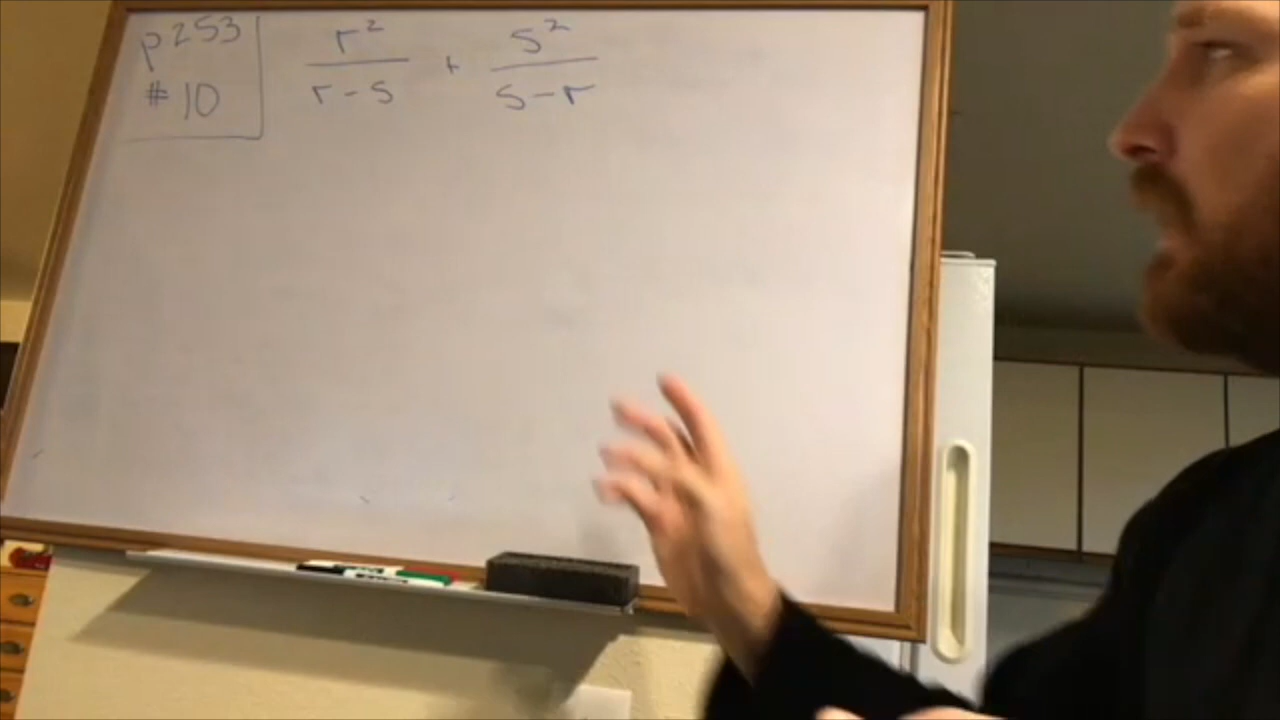 p253
#10
r² / r-s + s² / s-r